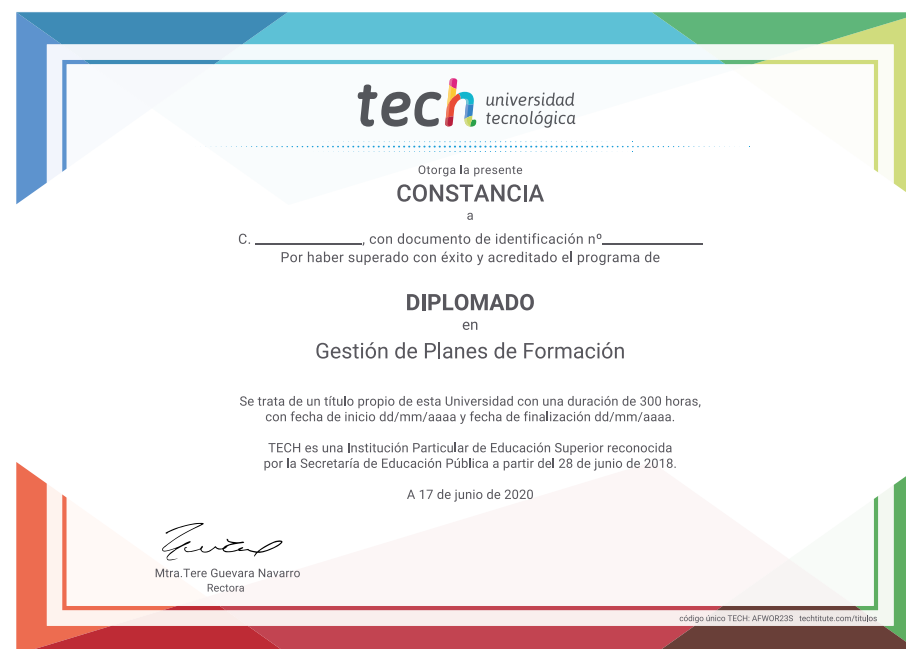 tech universidad
tecnológica
Otorga la presente
CONSTANCIA
a
C. ______________, con documento de identificación nº_____________
Por haber superado con éxito y acreditado el programa de
DIPLOMADO
en
Gestión de Planes de Formación
Se trata de un título propio de esta Universidad con una duración de 300 horas,
con fecha de inicio dd/mm/aaaa y fecha de finalización dd/mm/aaaa.
TECH es una Institución Particular de Educación Superior reconocida
por la Secretaría de Educación Pública a partir del 28 de junio de 2018.
A 17 de junio de 2020
Mtra.Tere Guevara Navarro
Rectora
código único TECH: AFWOR23S techtitute.com/titulos